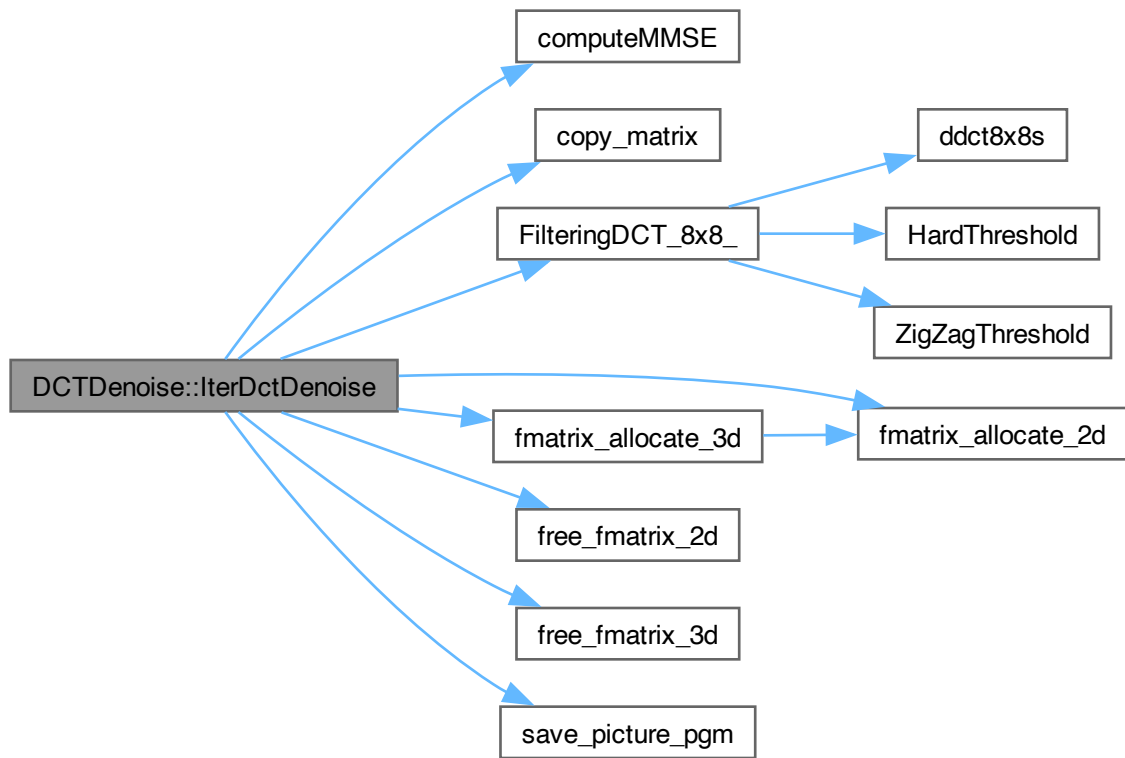 computeMMSE
copy_matrix
ddct8x8s
FilteringDCT_8x8_
HardThreshold
ZigZagThreshold
DCTDenoise::IterDctDenoise
fmatrix_allocate_3d
fmatrix_allocate_2d
free_fmatrix_2d
free_fmatrix_3d
save_picture_pgm